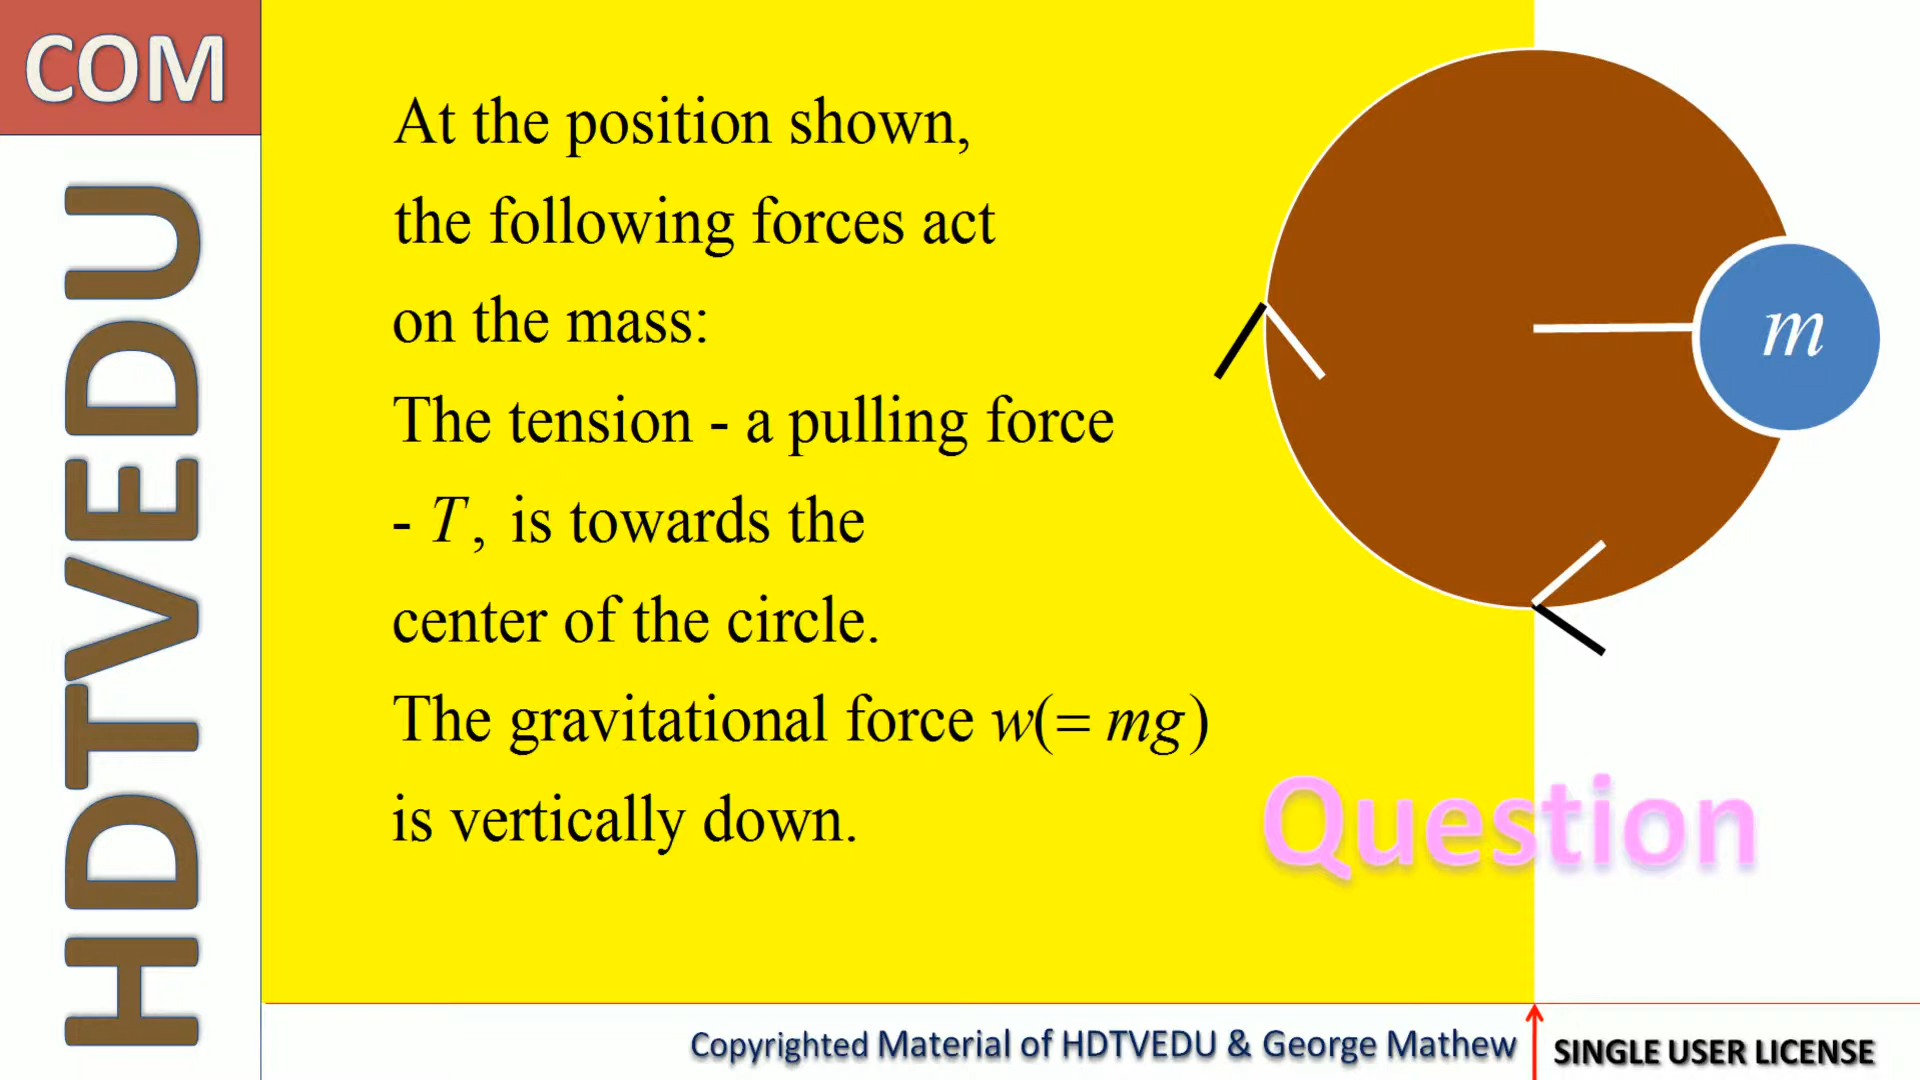 COM
HDTVEDU
At the position shown,
the following forces act
on the mass:
The tension - a pulling force
- T, is towards the
center of the circle.
The gravitational force w(= mg)
is vertically down.
m
Question
Copyrighted Material of HDTVEDU & George Mathew
SINGLE USER LICENSE